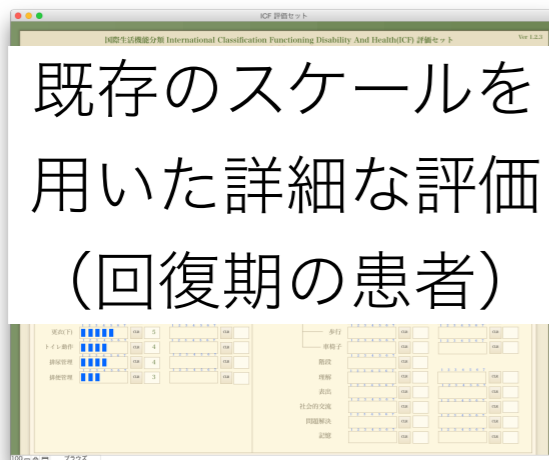 ICF 評価セット
国際生活機能分類 International Classification Functioning Disability And Health(ICF) 評価セット
Ver 1.2.3
既存のスケールを
用いた詳細な評価
（回復期の患者）
更衣(下) 5
トイレ動作 4
排尿管理 4
排便管理 3
歩行
車椅子
階段
理解
表出
社会的交流
問題解決
記憶
100
ブラウズ